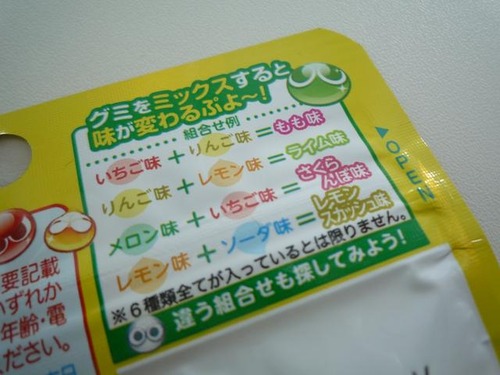 グミをミックスすると
味が変わるぷよ〜!
組合せ例
いちご味 + りんご味 = もも味
りんご味 + レモン味 = ライム味
メロン味 + いちご味 = さくらんぼ味
レモン味 + ソーダ味 = レモンスカッシュ味
※6種類全てが入っているとは限りません。
違う組合せも探してみよう!
OPEN
要記載
いずれか
年齢・電
ださい。